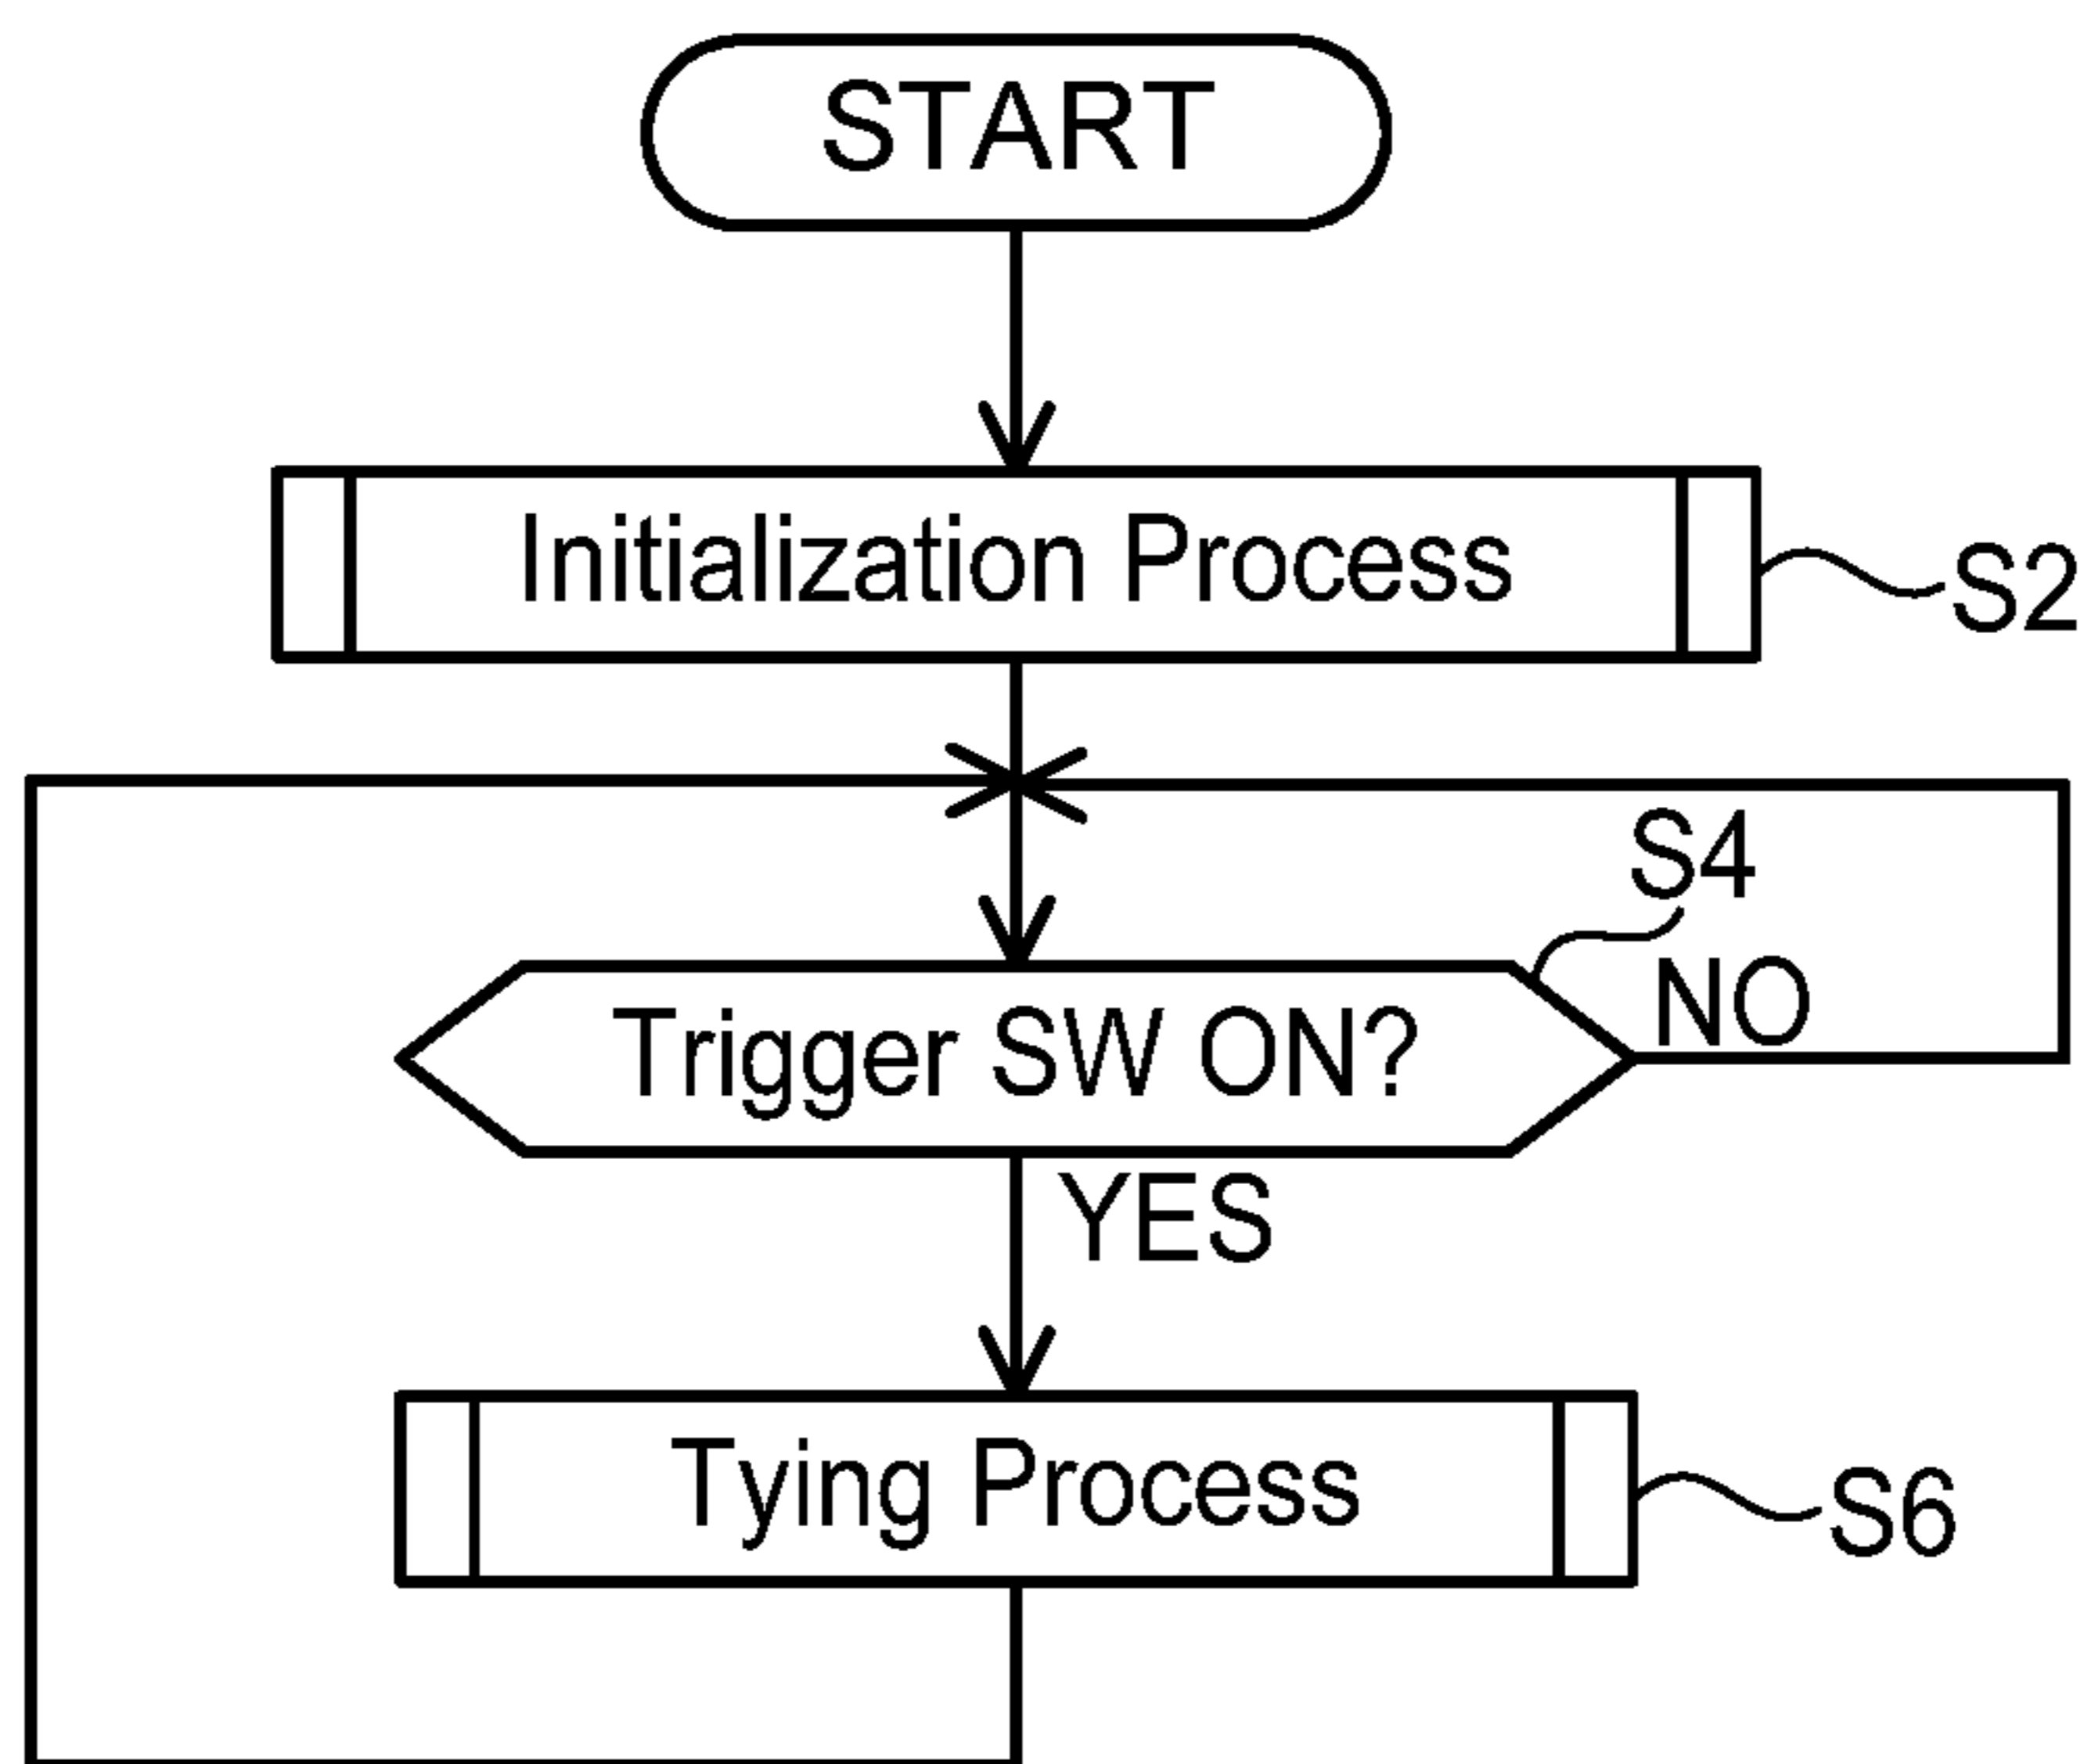 START
Initialization Process
S2
S4
NO
Trigger SW ON?
YES
Tying Process
S6